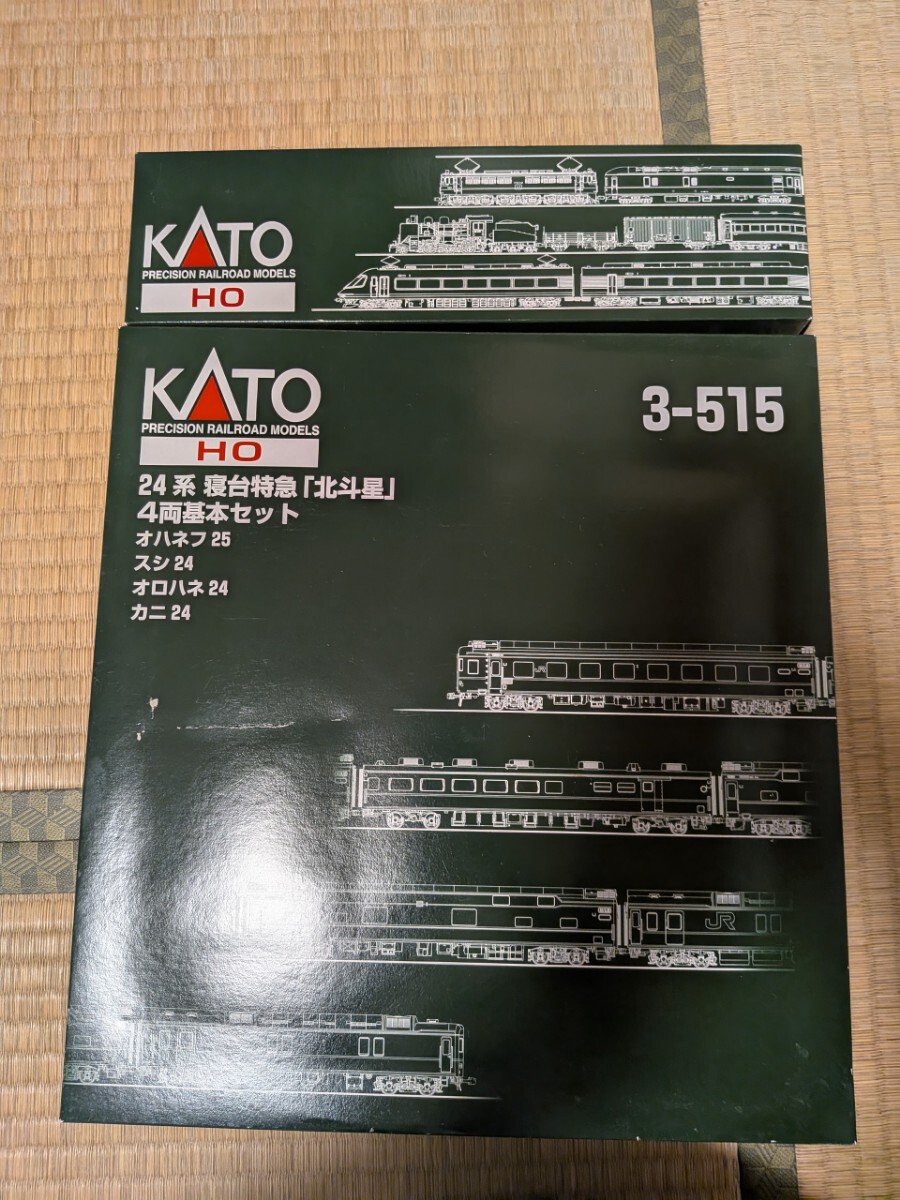 KATO
PRECISION RAILROAD MODELS
HO
KATO
PRECISION RAILROAD MODELS
HO
3-515
24系 寝台特急「北斗星」
4両基本セット
オハネフ25
スシ24
オロハネ24
カニ24
JR